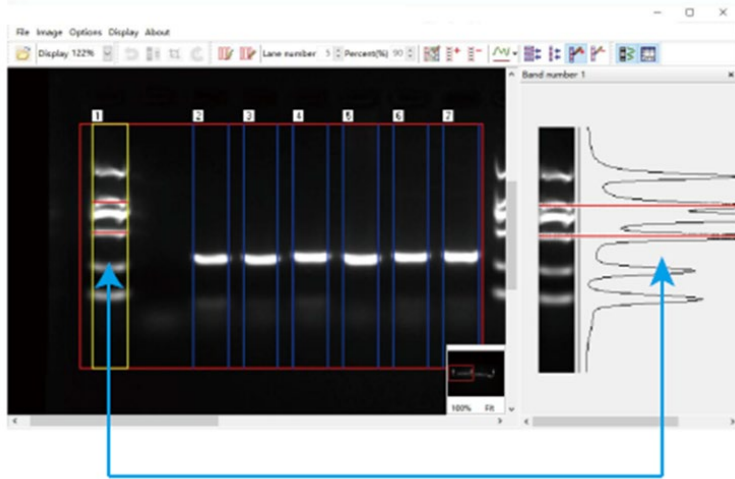 File Image Options Display About
Display 122% Lane number 5 Percent(%) 90
Band number 1
1 2 3 4 5 6 7
100% Fit